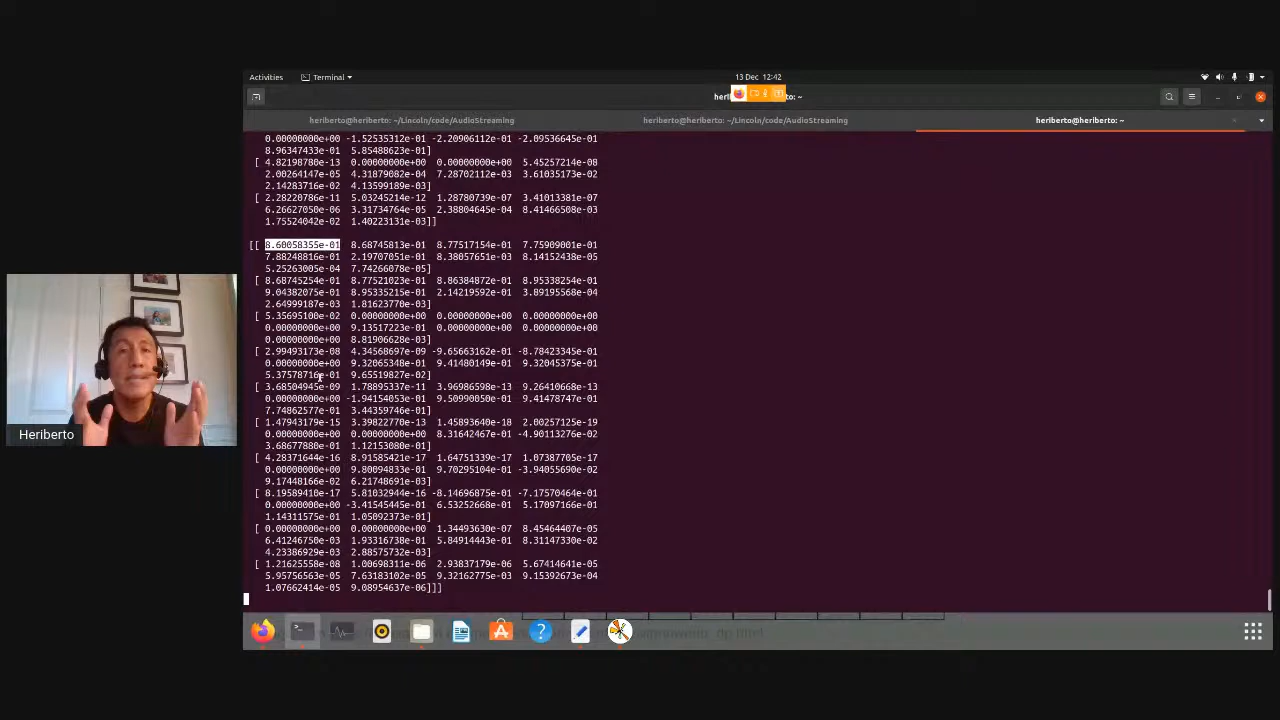 Activities
Terminal
13 Dec 12:42
heriberto@heriberto: ~
heriberto@heriberto: ~/Lincoln/code/AudioStreaming
heriberto@heriberto: ~/Lincoln/code/AudioStreaming
heriberto@heriberto: ~
0.00000000e+00 -1.52535312e-01 -2.20906112e-01 -2.09536645e-01
8.96347433e-01 5.85488623e-01]
[ 4.82198780e-13 0.00000000e+00 0.00000000e+00 5.45257214e-08
2.00264147e-05 4.31879082e-04 7.28702112e-03 3.61035173e-02
2.14283716e-02 4.13599189e-03]
[ 2.28220786e-11 5.03245214e-12 1.28780739e-07 3.41013381e-07
6.26627050e-06 3.31734764e-05 2.38804645e-04 8.41466508e-03
1.75524042e-02 1.40223131e-03]]
[[ 8.60058355e-01 8.68745813e-01 8.77517154e-01 7.75909001e-01
7.88248816e-01 2.19707051e-01 8.38057651e-03 8.14152438e-05
5.25263005e-04 7.74266078e-05]
[ 8.68745254e-01 8.77521023e-01 8.86384872e-01 8.95338254e-01
9.04382075e-01 8.95335215e-01 2.14219592e-01 3.89195568e-04
2.64999187e-03 1.81623770e-03]
[ 5.35695100e-02 0.00000000e+00 0.00000000e+00 0.00000000e+00
0.00000000e+00 9.13517223e-01 0.00000000e+00 0.00000000e+00
0.00000000e+00 8.81906628e-03]
[ 2.99493173e-08 4.34568697e-09 -9.65663162e-01 -8.78423345e-01
0.00000000e+00 9.32065348e-01 9.41480149e-01 9.32045375e-01
5.37578716e-01 9.65519827e-02]
[ 3.68504945e-09 1.78895337e-11 3.96986598e-13 9.26410668e-13
0.00000000e+00 -1.94154053e-01 9.50990050e-01 9.41478747e-01
7.74862577e-01 3.44359746e-01]
[ 1.47943179e-15 3.39822770e-13 1.45893640e-18 2.00257125e-19
0.00000000e+00 0.00000000e+00 8.31642467e-01 -4.90113276e-02
3.68677880e-01 1.12153080e-01]
[ 4.28371644e-16 8.91585421e-17 1.64751339e-17 1.07387705e-17
0.00000000e+00 9.80094833e-01 9.70295104e-01 -3.94055690e-02
9.17448166e-02 6.21748691e-03]
[ 8.19589410e-17 5.81032944e-16 -8.14696875e-01 -7.17570464e-01
0.00000000e+00 -3.41545445e-01 6.53252668e-01 5.17097166e-01
1.14311575e-01 1.05092373e-01]
[ 0.00000000e+00 0.00000000e+00 1.34493630e-07 8.45464407e-05
6.41246750e-03 1.93301738e-01 5.84914443e-01 8.31147330e-02
4.23386929e-03 2.88575732e-03]
[ 1.21625558e-08 1.00698311e-06 2.93837179e-06 5.67414641e-05
5.95756563e-05 7.63183102e-05 9.32162775e-03 9.15392673e-04
1.07662414e-05 9.08954637e-06]]]
Heriberto